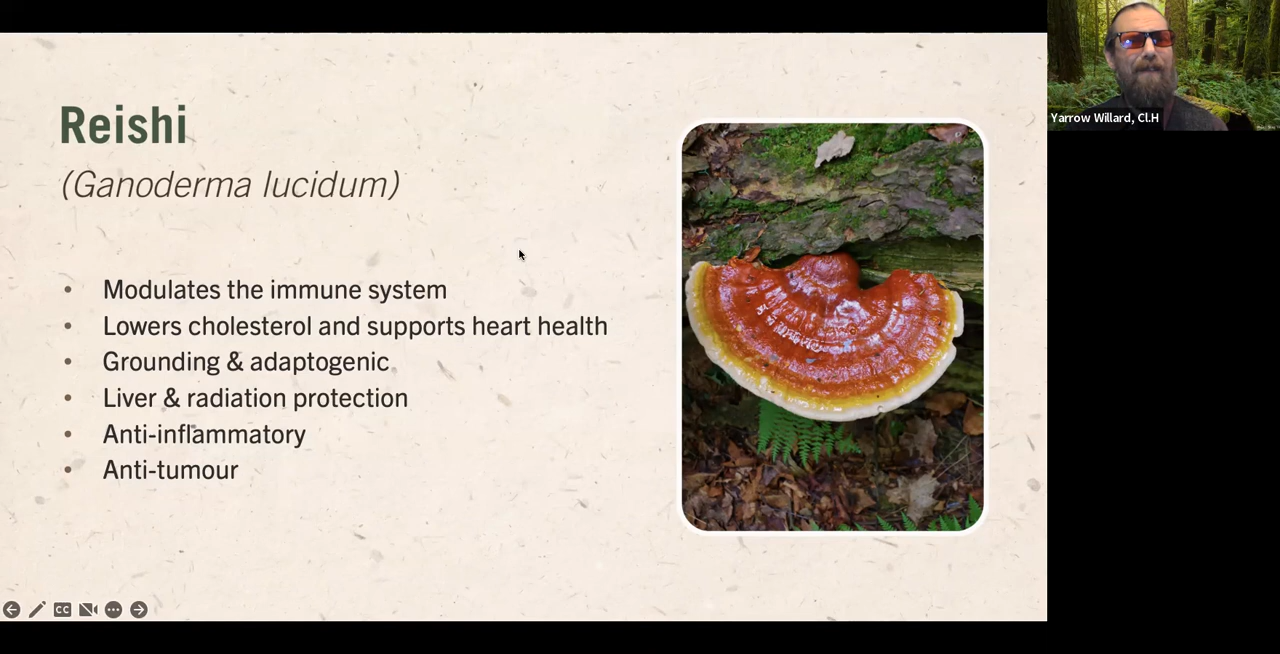 Reishi
(Ganoderma lucidum)
• Modulates the immune system
• Lowers cholesterol and supports heart health
• Grounding & adaptogenic
• Liver & radiation protection
• Anti-inflammatory
• Anti-tumour
Yarrow Willard, Cl.H
CC